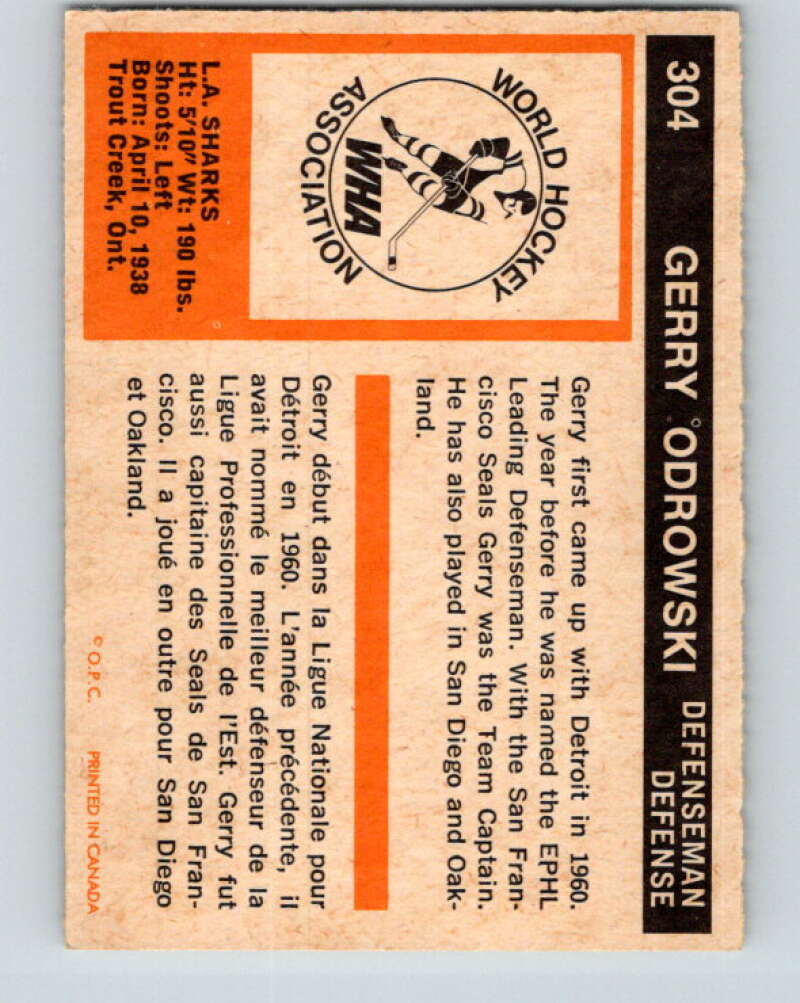 304 GERRY ODROWSKI DEFENSEMAN
DEFENSE
WORLD HOCKEY
ASSOCIATION
WHA
L.A. SHARKS
Ht: 5'10" Wt: 190 lbs.
Shoots: Left
Born: April 10, 1938
Trout Creek, Ont.
Gerry first came up with Detroit in 1960.
The year before he was named the EPHL
Leading Defenseman. With the San Fran-
cisco Seals Gerry was the Team Captain.
He has also played in San Diego and Oak-
land.
Gerry début dans la Ligue Nationale pour
Détroit en 1960. L'année précédente, il
avait nommé le meilleur défenseur de la
Ligue Professionnelle de l'Est. Gerry fut
aussi capitaine des Seals de San Fran-
cisco. Il a joué en outre pour San Diego
et Oakland.
© O.P.C. PRINTED IN CANADA